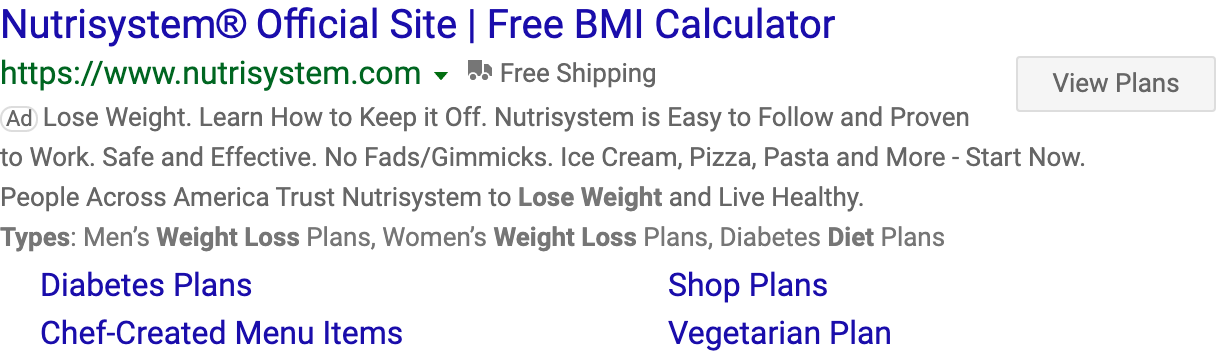 Nutrisystem® Official Site | Free BMI Calculator
https://www.nutrisystem.com Free Shipping
View Plans
Ad Lose Weight. Learn How to Keep it Off. Nutrisystem is Easy to Follow and Proven
to Work. Safe and Effective. No Fads/Gimmicks. Ice Cream, Pizza, Pasta and More - Start Now.
People Across America Trust Nutrisystem to Lose Weight and Live Healthy.
Types: Men’s Weight Loss Plans, Women’s Weight Loss Plans, Diabetes Diet Plans
Diabetes Plans Shop Plans
Chef-Created Menu Items Vegetarian Plan